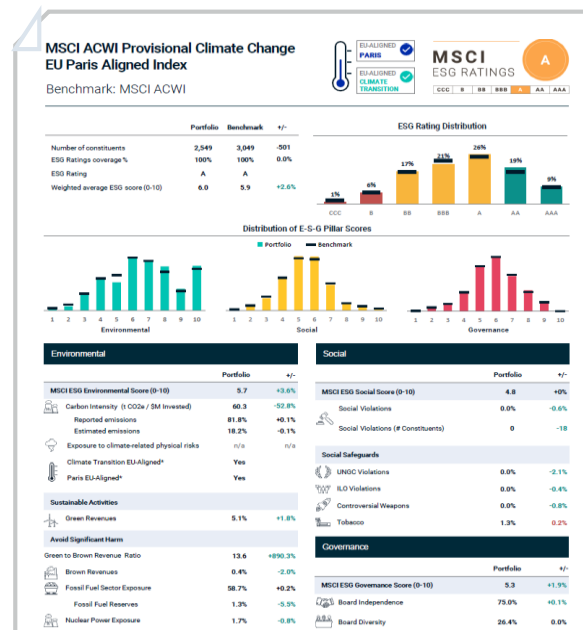 MSCI ACWI Provisional Climate Change
EU Paris Aligned Index
Benchmark: MSCI ACWI
EU-ALIGNED
PARIS
EU-ALIGNED
CLIMATE
TRANSITION
MSCI
ESG RATINGS
A
CCC B BB BBB A AA AAA
Portfolio Benchmark +/-
Number of constituents 2,549 3,049 -501
ESG Ratings coverage % 100% 100% 0.0%
ESG Rating A A
Weighted average ESG score (0-10) 6.0 5.9 +2.6%
ESG Rating Distribution
1% 6% 17% 21% 26% 19% 9%
CCC B BB BBB A AA AAA
Distribution of E-S-G Pillar Scores
Portfolio Benchmark
1 2 3 4 5 6 7 8 9 10
Environmental
1 2 3 4 5 6 7 8 9 10
Social
1 2 3 4 5 6 7 8 9 10
Governance
Environmental
Portfolio +/-
MSCI ESG Environmental Score (0-10) 5.7 +3.6%
Carbon Intensity (t CO2e / $M Invested) 60.3 -52.8%
Reported emissions 81.8% +0.1%
Estimated emissions 18.2% -0.1%
Exposure to climate-related physical risks n/a n/a
Climate Transition EU-Aligned* Yes
Paris EU-Aligned* Yes
Sustainable Activities
Green Revenues 5.1% +1.8%
Avoid Significant Harm
Green to Brown Revenue Ratio 13.6 +890.3%
Brown Revenues 0.4% -2.0%
Fossil Fuel Sector Exposure 58.7% +0.2%
Fossil Fuel Reserves 1.3% -5.5%
Nuclear Power Exposure 1.7% -0.8%
Social
Portfolio +/-
MSCI ESG Social Score (0-10) 4.8 +0%
Social Violations 0.0% -0.6%
Social Violations (# Constituents) 0 -18
Social Safeguards
UNGC Violations 0.0% -2.1%
ILO Violations 0.0% -0.4%
Controversial Weapons 0.0% -0.8%
Tobacco 1.3% 0.2%
Governance
Portfolio +/-
MSCI ESG Governance Score (0-10) 5.3 +1.9%
Board Independence 75.0% +0.1%
Board Diversity 26.4% 0.0%